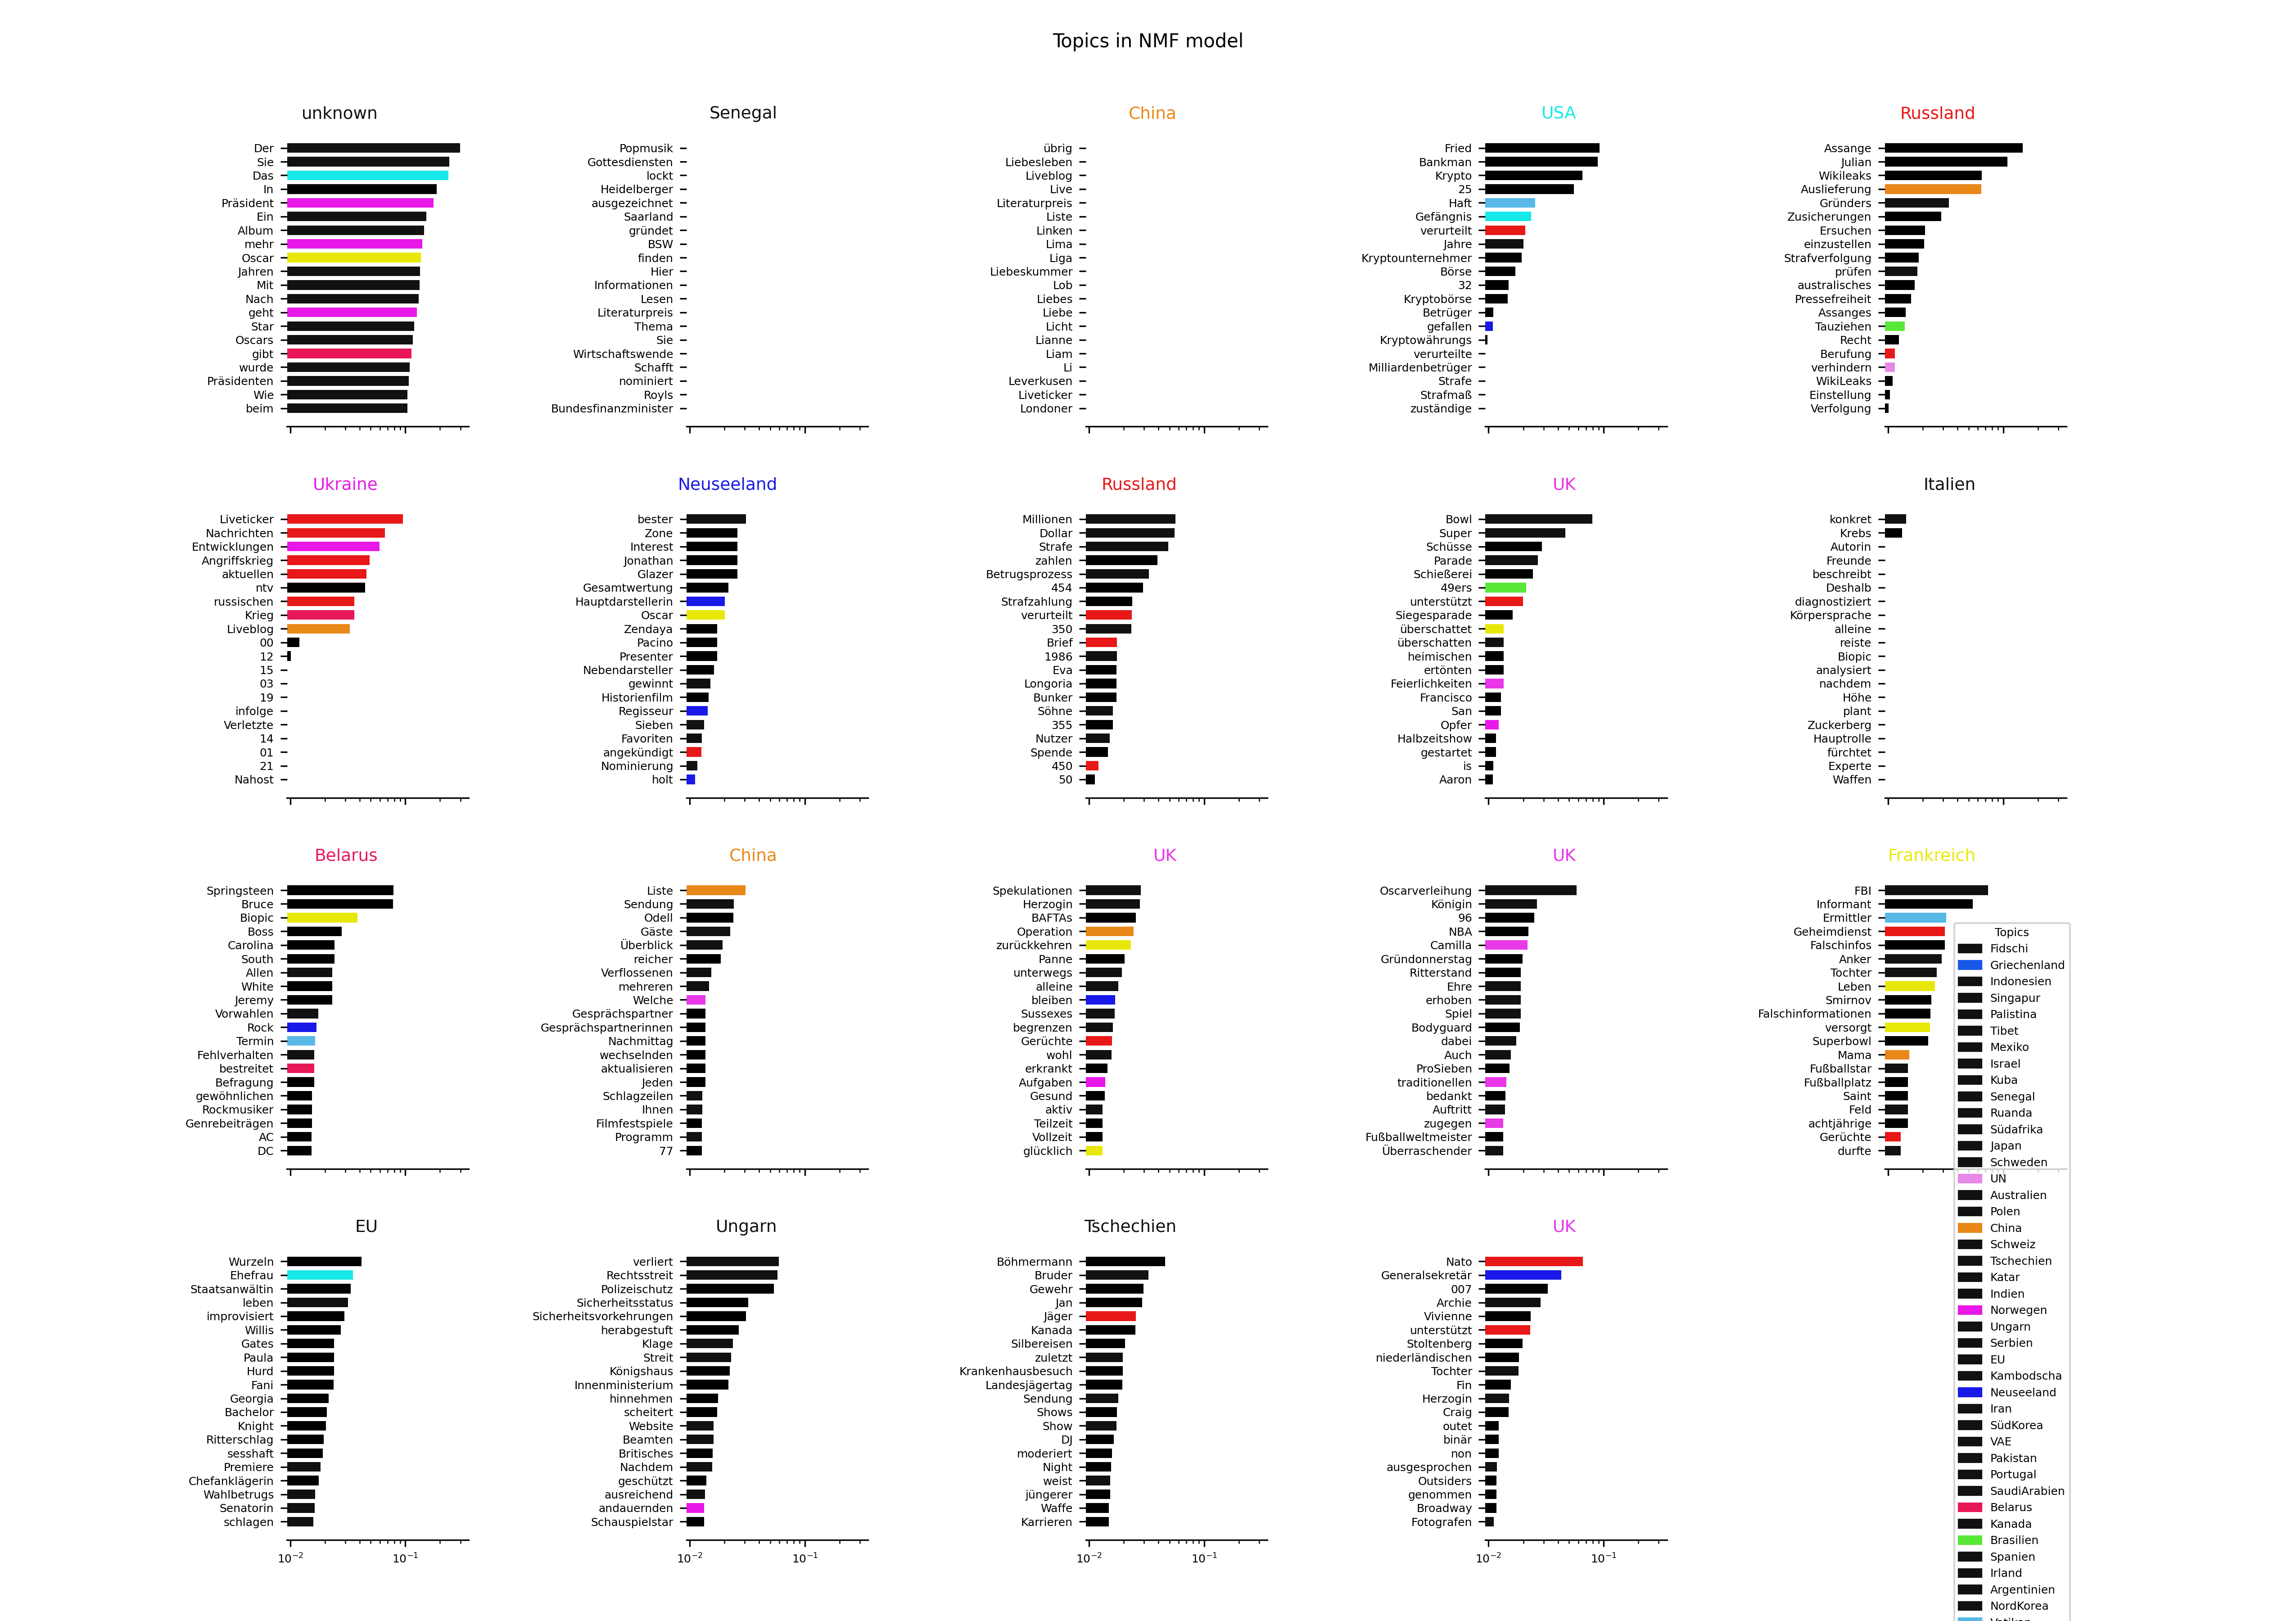 Topics in NMF model
unknown
Der
Sie
Das
In
Präsident
Ein
Album
mehr
Oscar
Jahren
Mit
Nach
geht
Star
Oscars
gibt
wurde
Präsidenten
Wie
beim
Senegal
Popmusik
Gottesdiensten
lockt
Heidelberger
ausgezeichnet
Saarland
gründet
BSW
finden
Hier
Informationen
Lesen
Literaturpreis
Thema
Sie
Wirtschaftswende
Schafft
nominiert
Royls
Bundesfinanzminister
China
übrig
Liebesleben
Liveblog
Live
Literaturpreis
Liste
Linken
Lima
Liga
Liebeskummer
Lob
Liebes
Liebe
Licht
Lianne
Liam
Li
Leverkusen
Liveticker
Londoner
USA
Fried
Bankman
Krypto
25
Haft
Gefängnis
verurteilt
Jahre
Kryptounternehmer
Börse
32
Kryptobörse
Betrüger
gefallen
Kryptowährungs
verurteilte
Milliardenbetrüger
Strafe
Strafmaß
zuständige
Russland
Assange
Julian
Wikileaks
Auslieferung
Gründers
Zusicherungen
Ersuchen
einzustellen
Strafverfolgung
prüfen
australisches
Pressefreiheit
Assanges
Tauziehen
Recht
Berufung
verhindern
WikiLeaks
Einstellung
Verfolgung
Ukraine
Liveticker
Nachrichten
Entwicklungen
Angriffskrieg
aktuellen
ntv
russischen
Krieg
Liveblog
00
12
15
03
19
infolge
Verletzte
14
01
21
Nahost
Neuseeland
bester
Zone
Interest
Jonathan
Glazer
Gesamtwertung
Hauptdarstellerin
Oscar
Zendaya
Pacino
Presenter
Nebendarsteller
gewinnt
Historienfilm
Regisseur
Sieben
Favoriten
angekündigt
Nominierung
holt
Russland
Millionen
Dollar
Strafe
zahlen
Betrugsprozess
454
Strafzahlung
verurteilt
350
Brief
1986
Eva
Longoria
Bunker
Söhne
355
Nutzer
Spende
450
50
UK
Bowl
Super
Schüsse
Parade
Schießerei
49ers
unterstützt
Siegesparade
überschattet
überschatten
heimischen
ertönten
Feierlichkeiten
Francisco
San
Opfer
Halbzeitshow
gestartet
is
Aaron
Italien
konkret
Krebs
Autorin
Freunde
beschreibt
Deshalb
diagnostiziert
Körpersprache
alleine
reiste
Biopic
analysiert
nachdem
Höhe
plant
Zuckerberg
Hauptrolle
fürchtet
Experte
Waffen
Belarus
Springsteen
Bruce
Biopic
Boss
Carolina
South
Allen
White
Jeremy
Vorwahlen
Rock
Termin
Fehlverhalten
bestreitet
Befragung
gewöhnlichen
Rockmusiker
Genrebeiträgen
AC
DC
China
Liste
Sendung
Odell
Gäste
Überblick
reicher
Verflossenen
mehreren
Welche
Gesprächspartner
Gesprächspartnerinnen
Nachmittag
wechselnden
aktualisieren
Jeden
Schlagzeilen
Ihnen
Filmfestspiele
Programm
77
UK
Spekulationen
Herzogin
BAFTAs
Operation
zurückkehren
Panne
unterwegs
alleine
bleiben
Sussexes
begrenzen
Gerüchte
wohl
erkrankt
Aufgaben
Gesund
aktiv
Teilzeit
Vollzeit
glücklich
UK
Oscarverleihung
Königin
96
NBA
Camilla
Gründonnerstag
Ritterstand
Ehre
erhoben
Spiel
Bodyguard
dabei
Auch
ProSieben
traditionellen
bedankt
Auftritt
zugegen
Fußballweltmeister
Überraschender
Frankreich
FBI
Informant
Ermittler
Geheimdienst
Falschinfos
Anker
Tochter
Leben
Smirnov
Falschinformationen
versorgt
Superbowl
Mama
Fußballstar
Fußballplatz
Saint
Feld
achtjährige
Gerüchte
durfte
EU
Wurzeln
Ehefrau
Staatsanwältin
leben
improvisiert
Willis
Gates
Paula
Hurd
Fani
Georgia
Bachelor
Knight
Ritterschlag
sesshaft
Premiere
Chefanklägerin
Wahlbetrugs
Senatorin
schlagen
10⁻² 10⁻¹
Ungarn
verliert
Rechtsstreit
Polizeischutz
Sicherheitsstatus
Sicherheitsvorkehrungen
herabgestuft
Klage
Streit
Königshaus
Innenministerium
hinnehmen
scheitert
Website
Beamten
Britisches
Nachdem
geschützt
ausreichend
andauernden
Schauspielstar
10⁻² 10⁻¹
Tschechien
Böhmermann
Bruder
Gewehr
Jan
Jäger
Kanada
Silbereisen
zuletzt
Krankenhausbesuch
Landesjägertag
Sendung
Shows
Show
DJ
moderiert
Night
weist
jüngerer
Waffe
Karrieren
10⁻² 10⁻¹
UK
Nato
Generalsekretär
007
Archie
Vivienne
unterstützt
Stoltenberg
niederländischen
Tochter
Fin
Herzogin
Craig
outet
binär
non
ausgesprochen
Outsiders
genommen
Broadway
Fotografen
10⁻² 10⁻¹
Topics
Fidschi
Griechenland
Indonesien
Singapur
Palistina
Tibet
Mexiko
Israel
Kuba
Senegal
Ruanda
Südafrika
Japan
Schweden
UN
Australien
Polen
China
Schweiz
Tschechien
Katar
Indien
Norwegen
Ungarn
Serbien
EU
Kambodscha
Neuseeland
Iran
SüdKorea
VAE
Pakistan
Portugal
SaudiArabien
Belarus
Kanada
Brasilien
Spanien
Irland
Argentinien
NordKorea